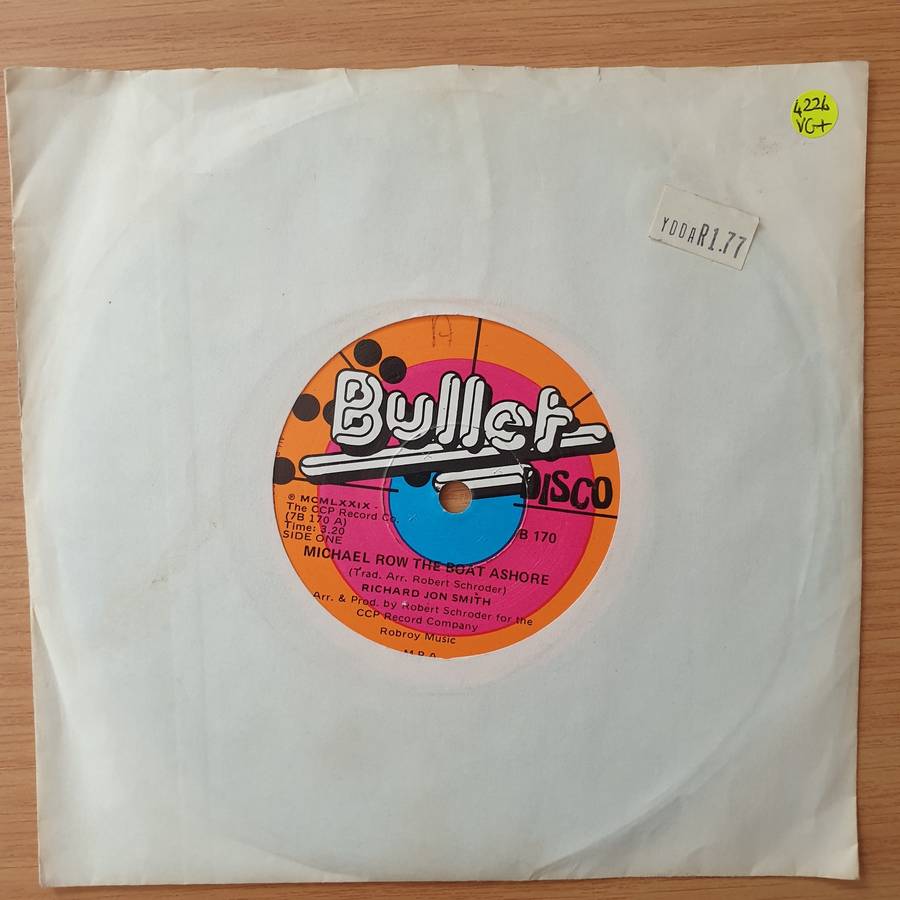 4226
VG+
YDDAR1.77
A
Bullet
DISCO
℗ MCMLXXIX -
The CCP Record Co.
(7B 170 A)
Time: 3.20
SIDE ONE
B 170
MICHAEL ROW THE BOAT ASHORE
(Trad. Arr. Robert Schroder)
RICHARD JON SMITH
Arr. & Prod. by Robert Schroder for the
CCP Record Company
Robroy Music